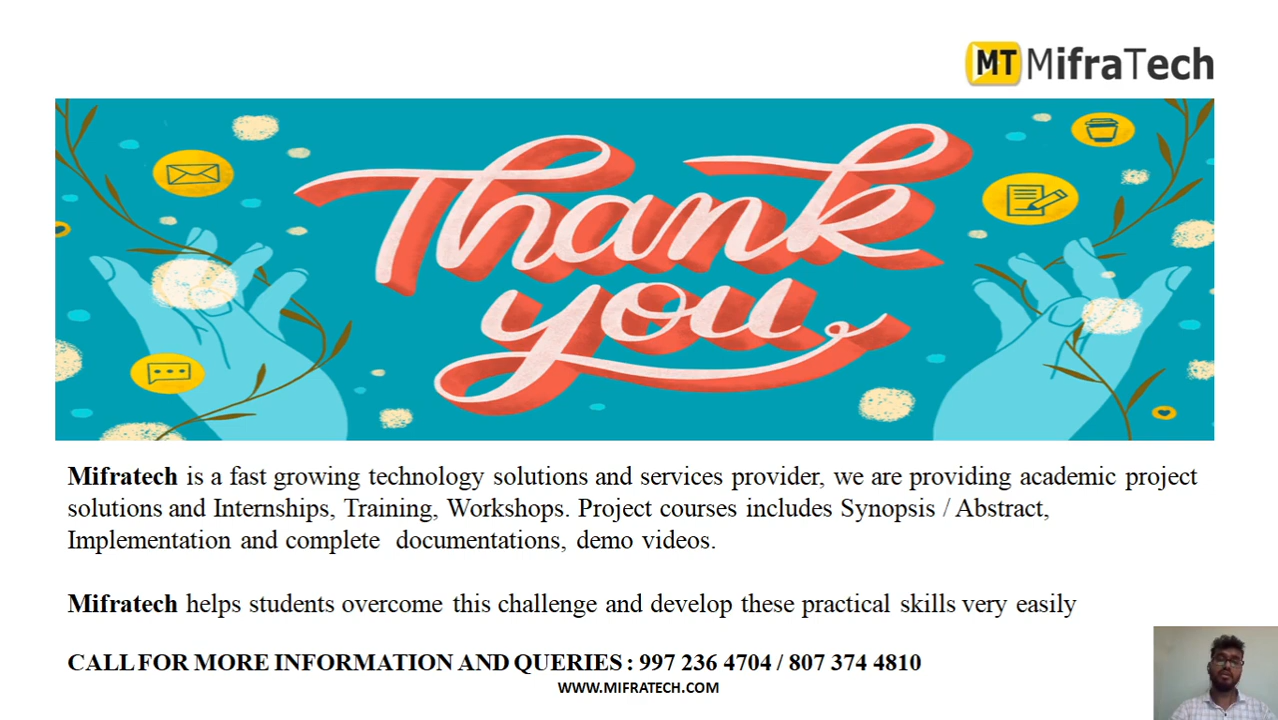 MT MifraTech
Thank
you
Mifratech is a fast growing technology solutions and services provider, we are providing academic project
solutions and Internships, Training, Workshops. Project courses includes Synopsis / Abstract,
Implementation and complete documentations, demo videos.
Mifratech helps students overcome this challenge and develop these practical skills very easily
CALL FOR MORE INFORMATION AND QUERIES : 997 236 4704 / 807 374 4810
WWW.MIFRATECH.COM